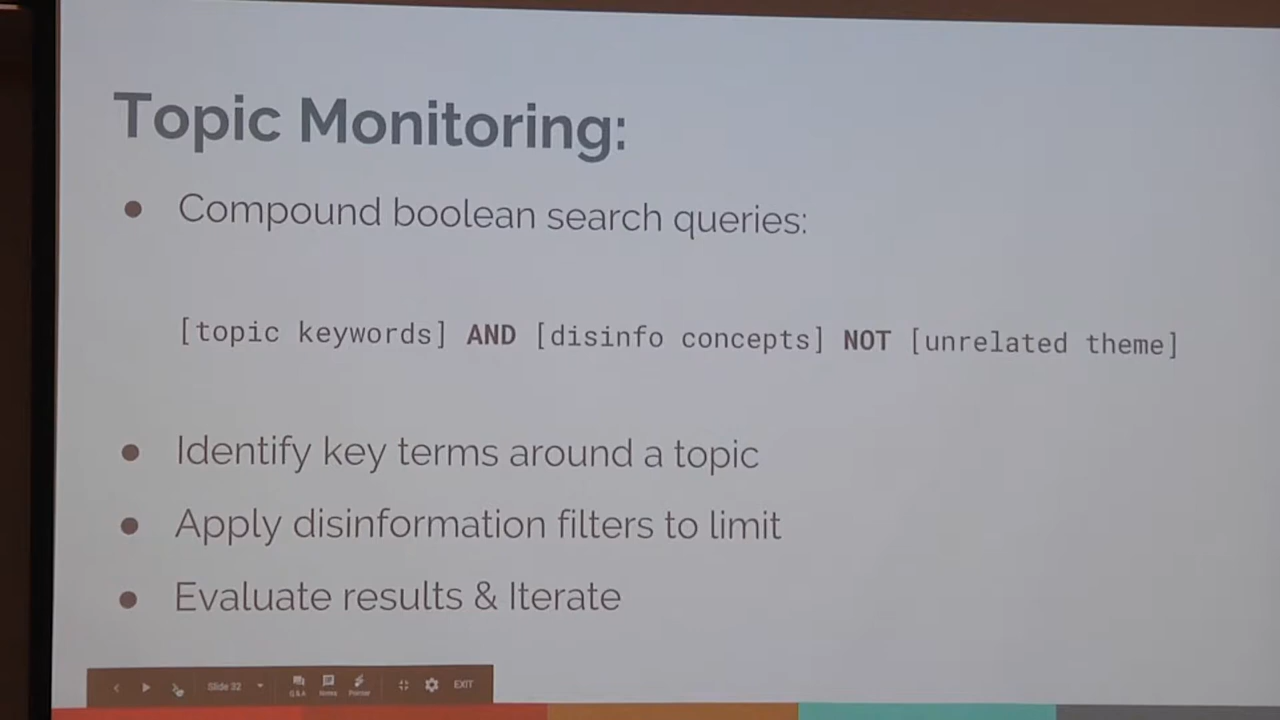 Topic Monitoring:
● Compound boolean search queries:
[topic keywords] AND [disinfo concepts] NOT [unrelated theme]
● Identify key terms around a topic
● Apply disinformation filters to limit
● Evaluate results & Iterate
Slide 32
Q&A Notes Pointer
EXIT